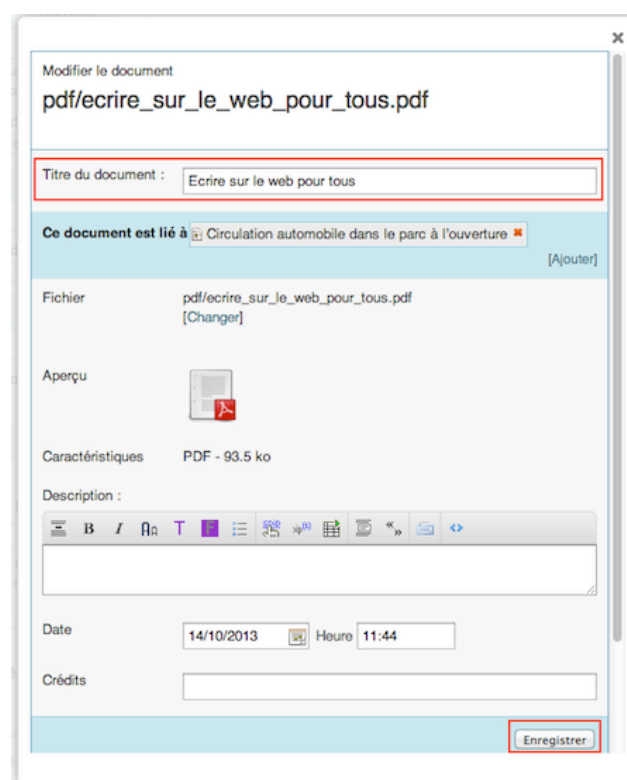 Modifier le document
pdf/ecrire_sur_le_web_pour_tous.pdf
Titre du document : Ecrire sur le web pour tous
Ce document est lié à Circulation automobile dans le parc à l'ouverture
[Ajouter]
Fichier pdf/ecrire_sur_le_web_pour_tous.pdf
[Changer]
Aperçu
Caractéristiques PDF - 93.5 ko
Description :
Date 14/10/2013 Heure 11:44
Crédits
Enregistrer